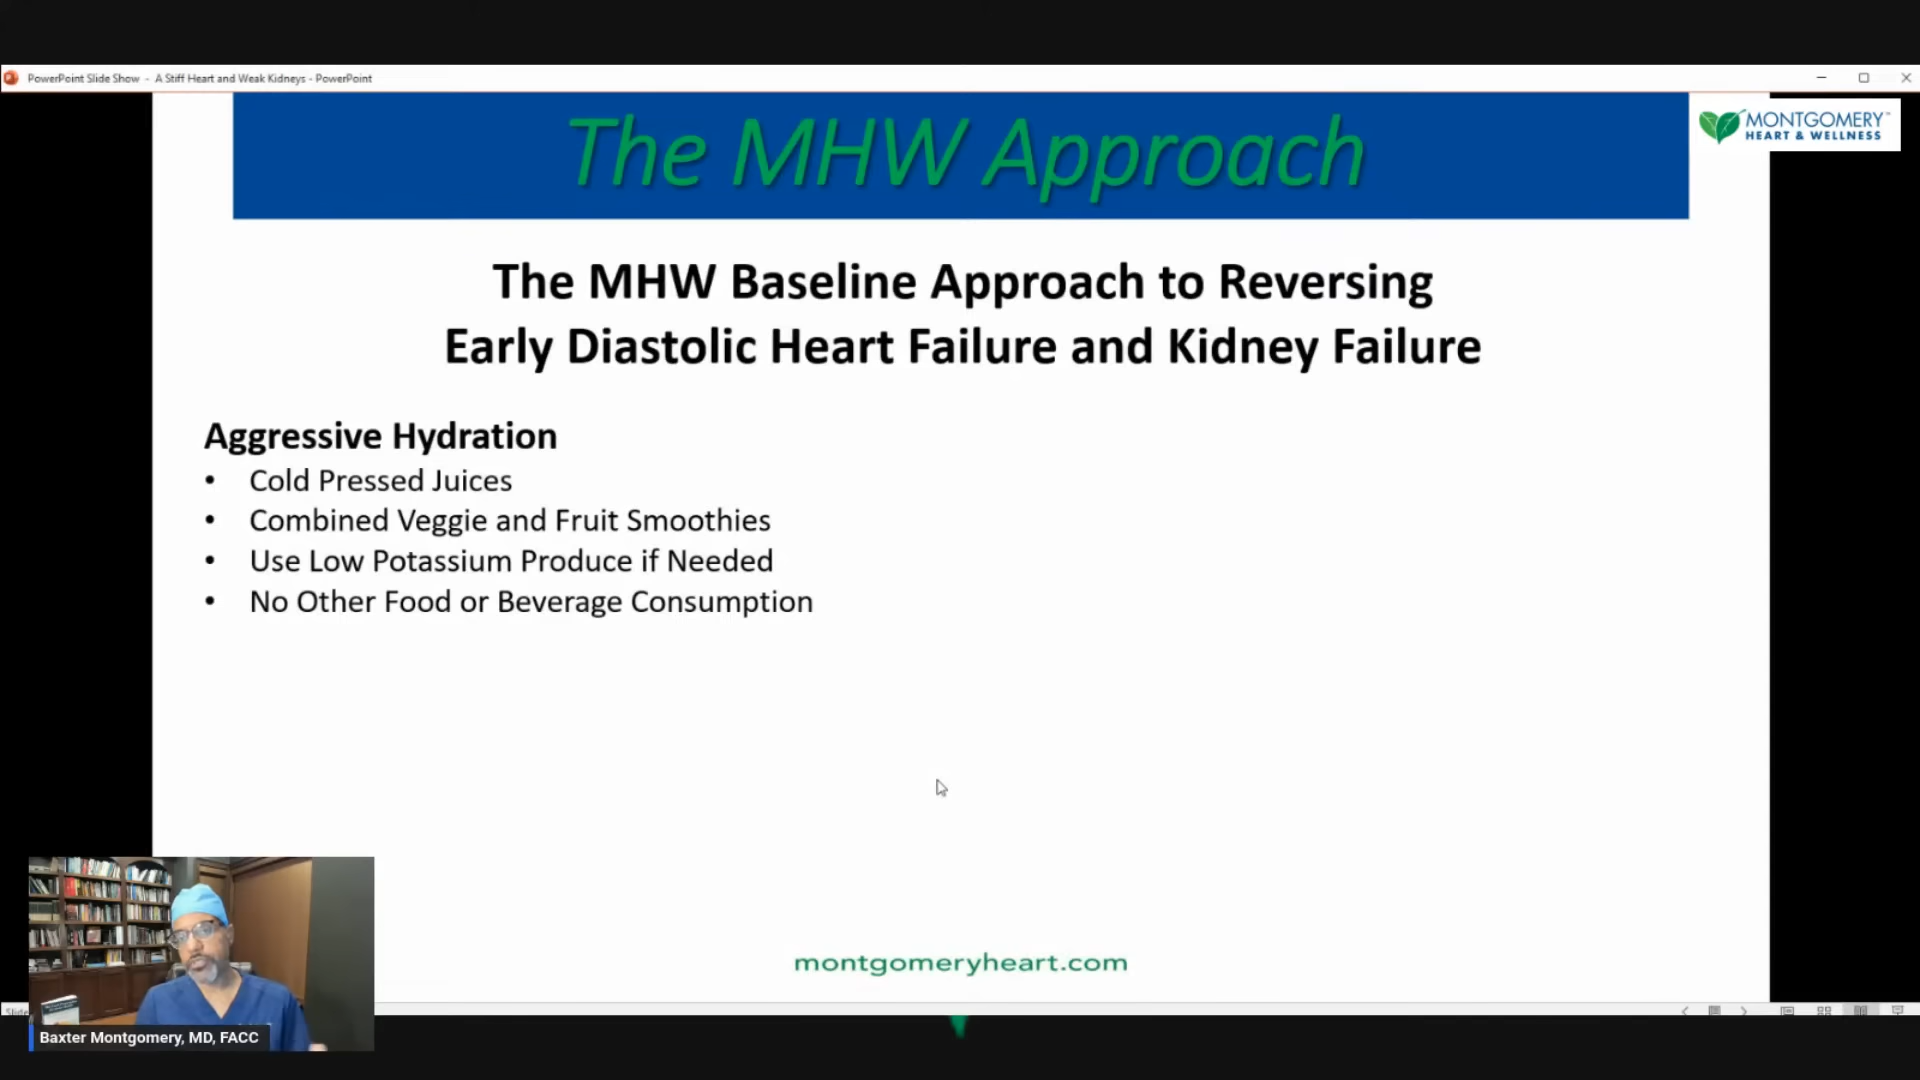 PowerPoint Slide Show - A Stiff Heart and Weak Kidneys - PowerPoint
The MHW Approach
MONTGOMERY™
HEART & WELLNESS
The MHW Baseline Approach to Reversing
Early Diastolic Heart Failure and Kidney Failure
Aggressive Hydration
• Cold Pressed Juices
• Combined Veggie and Fruit Smoothies
• Use Low Potassium Produce if Needed
• No Other Food or Beverage Consumption
montgomeryheart.com
Slide
Baxter Montgomery, MD, FACC